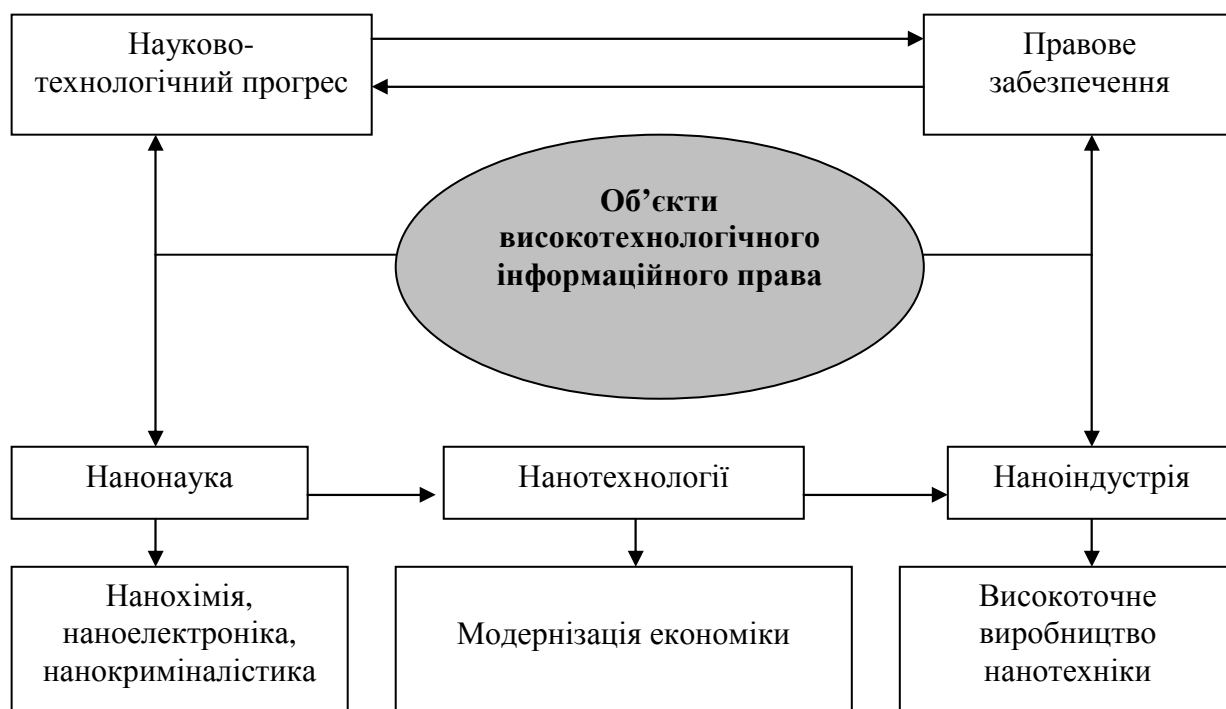 Науково-
технологічний прогрес
Правове
забезпечення
Об’єкти
високотехнологічного
інформаційного права
Нанонаука
Нанотехнології
Наноіндустрія
Нанохімія,
наноелектроніка,
нанокриміналістика
Модернізація економіки
Високоточне
виробництво
нанотехніки